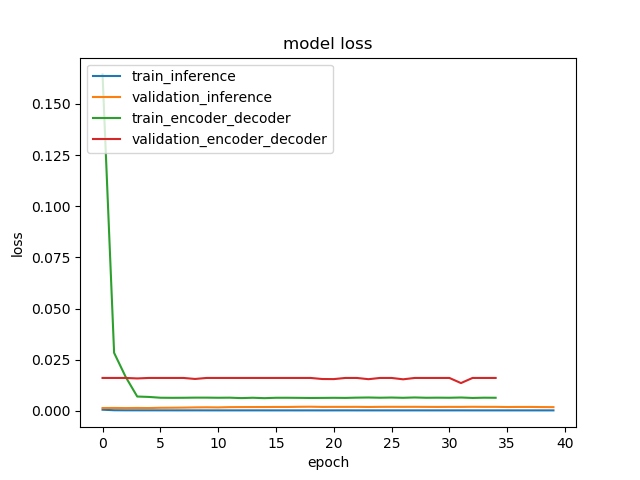 model loss
train_inference
validation_inference
train_encoder_decoder
validation_encoder_decoder
loss
0.150
0.125
0.100
0.075
0.050
0.025
0.000
0 5 10 15 20 25 30 35 40
epoch